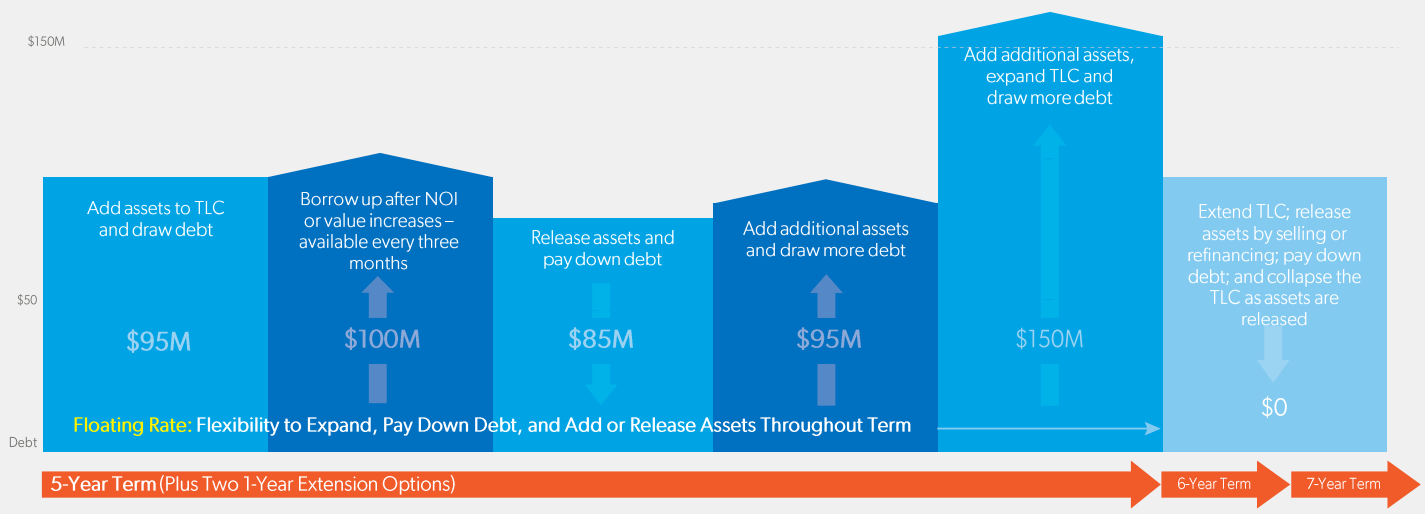 $150M
$50
Debt
Add assets to TLC
and draw debt
$95M
Borrow up after NOI
or value increases –
available every three
months
$100M
Release assets and
pay down debt
$85M
Add additional assets
and draw more debt
$95M
Add additional assets,
expand TLC and
draw more debt
$150M
Extend TLC; release
assets by selling or
refinancing; pay down
debt; and collapse the
TLC as assets are
released
$0
Floating Rate: Flexibility to Expand, Pay Down Debt, and Add or Release Assets Throughout Term
5-Year Term (Plus Two 1-Year Extension Options)
6-Year Term
7-Year Term